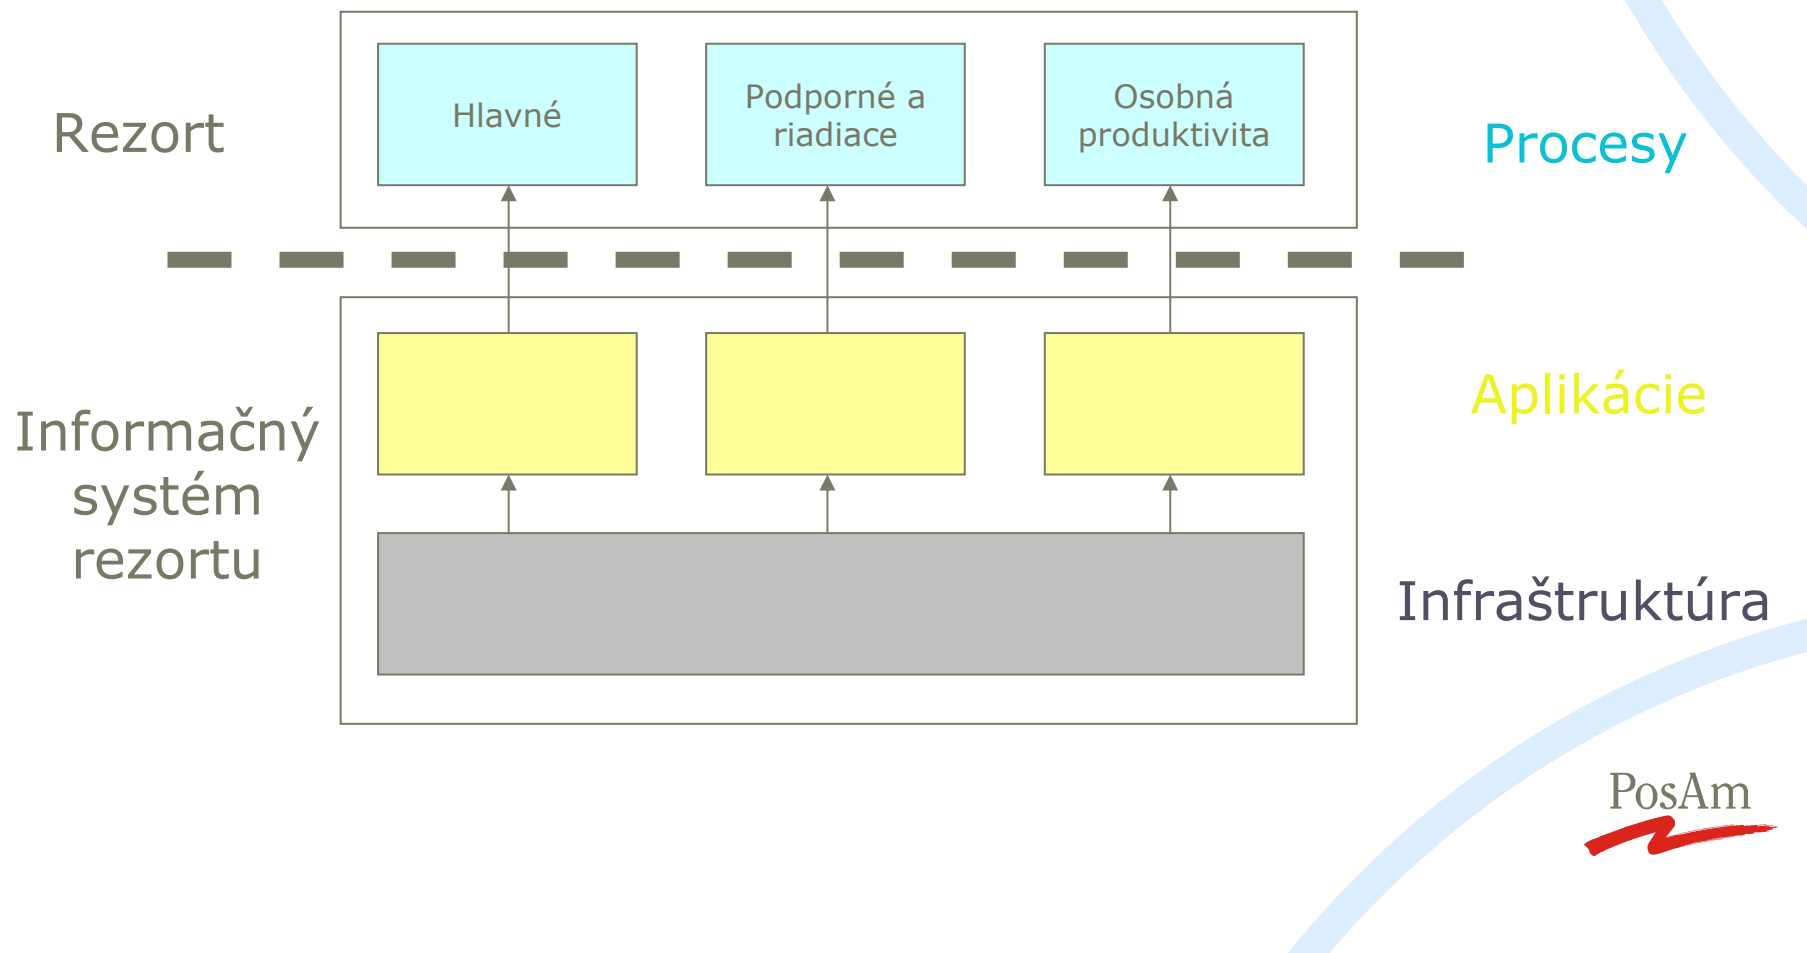 Rezort
Hlavné
Podporné a
riadiace
Osobná
produktivita
Procesy
Informačný
systém
rezortu
Aplikácie
Infraštruktúra
PosAm